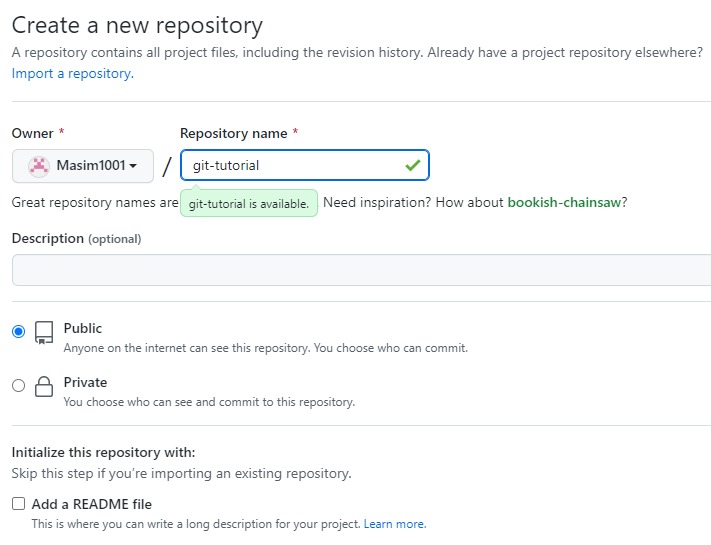 Create a new repository
A repository contains all project files, including the revision history. Already have a project repository elsewhere?
Import a repository.
Owner * Repository name *
Masim1001 / git-tutorial
Great repository names are git-tutorial is available. Need inspiration? How about bookish-chainsaw?
Description (optional)
Public
Anyone on the internet can see this repository. You choose who can commit.
Private
You choose who can see and commit to this repository.
Initialize this repository with:
Skip this step if you're importing an existing repository.
Add a README file
This is where you can write a long description for your project. Learn more.